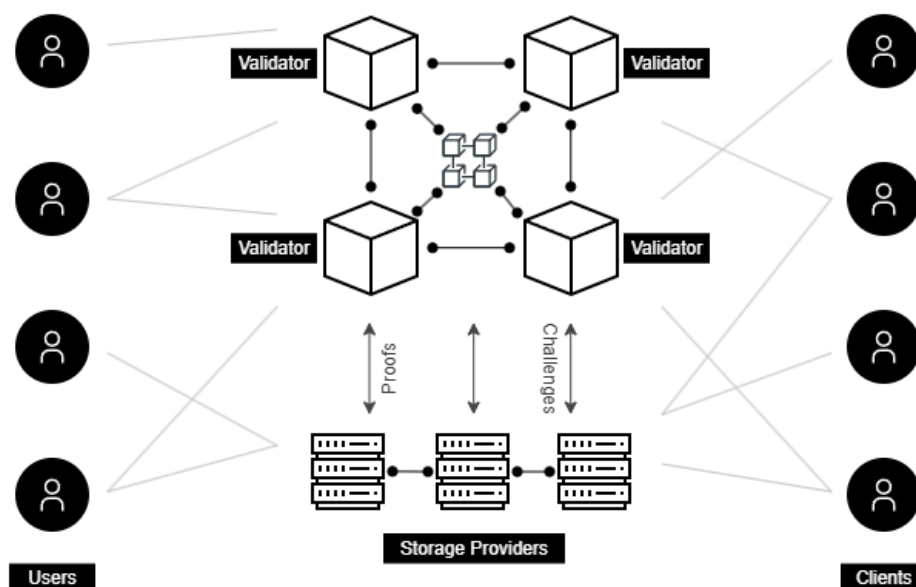 Validator
Validator
Validator
Validator
Proofs
Challenges
Storage Providers
Users
Clients